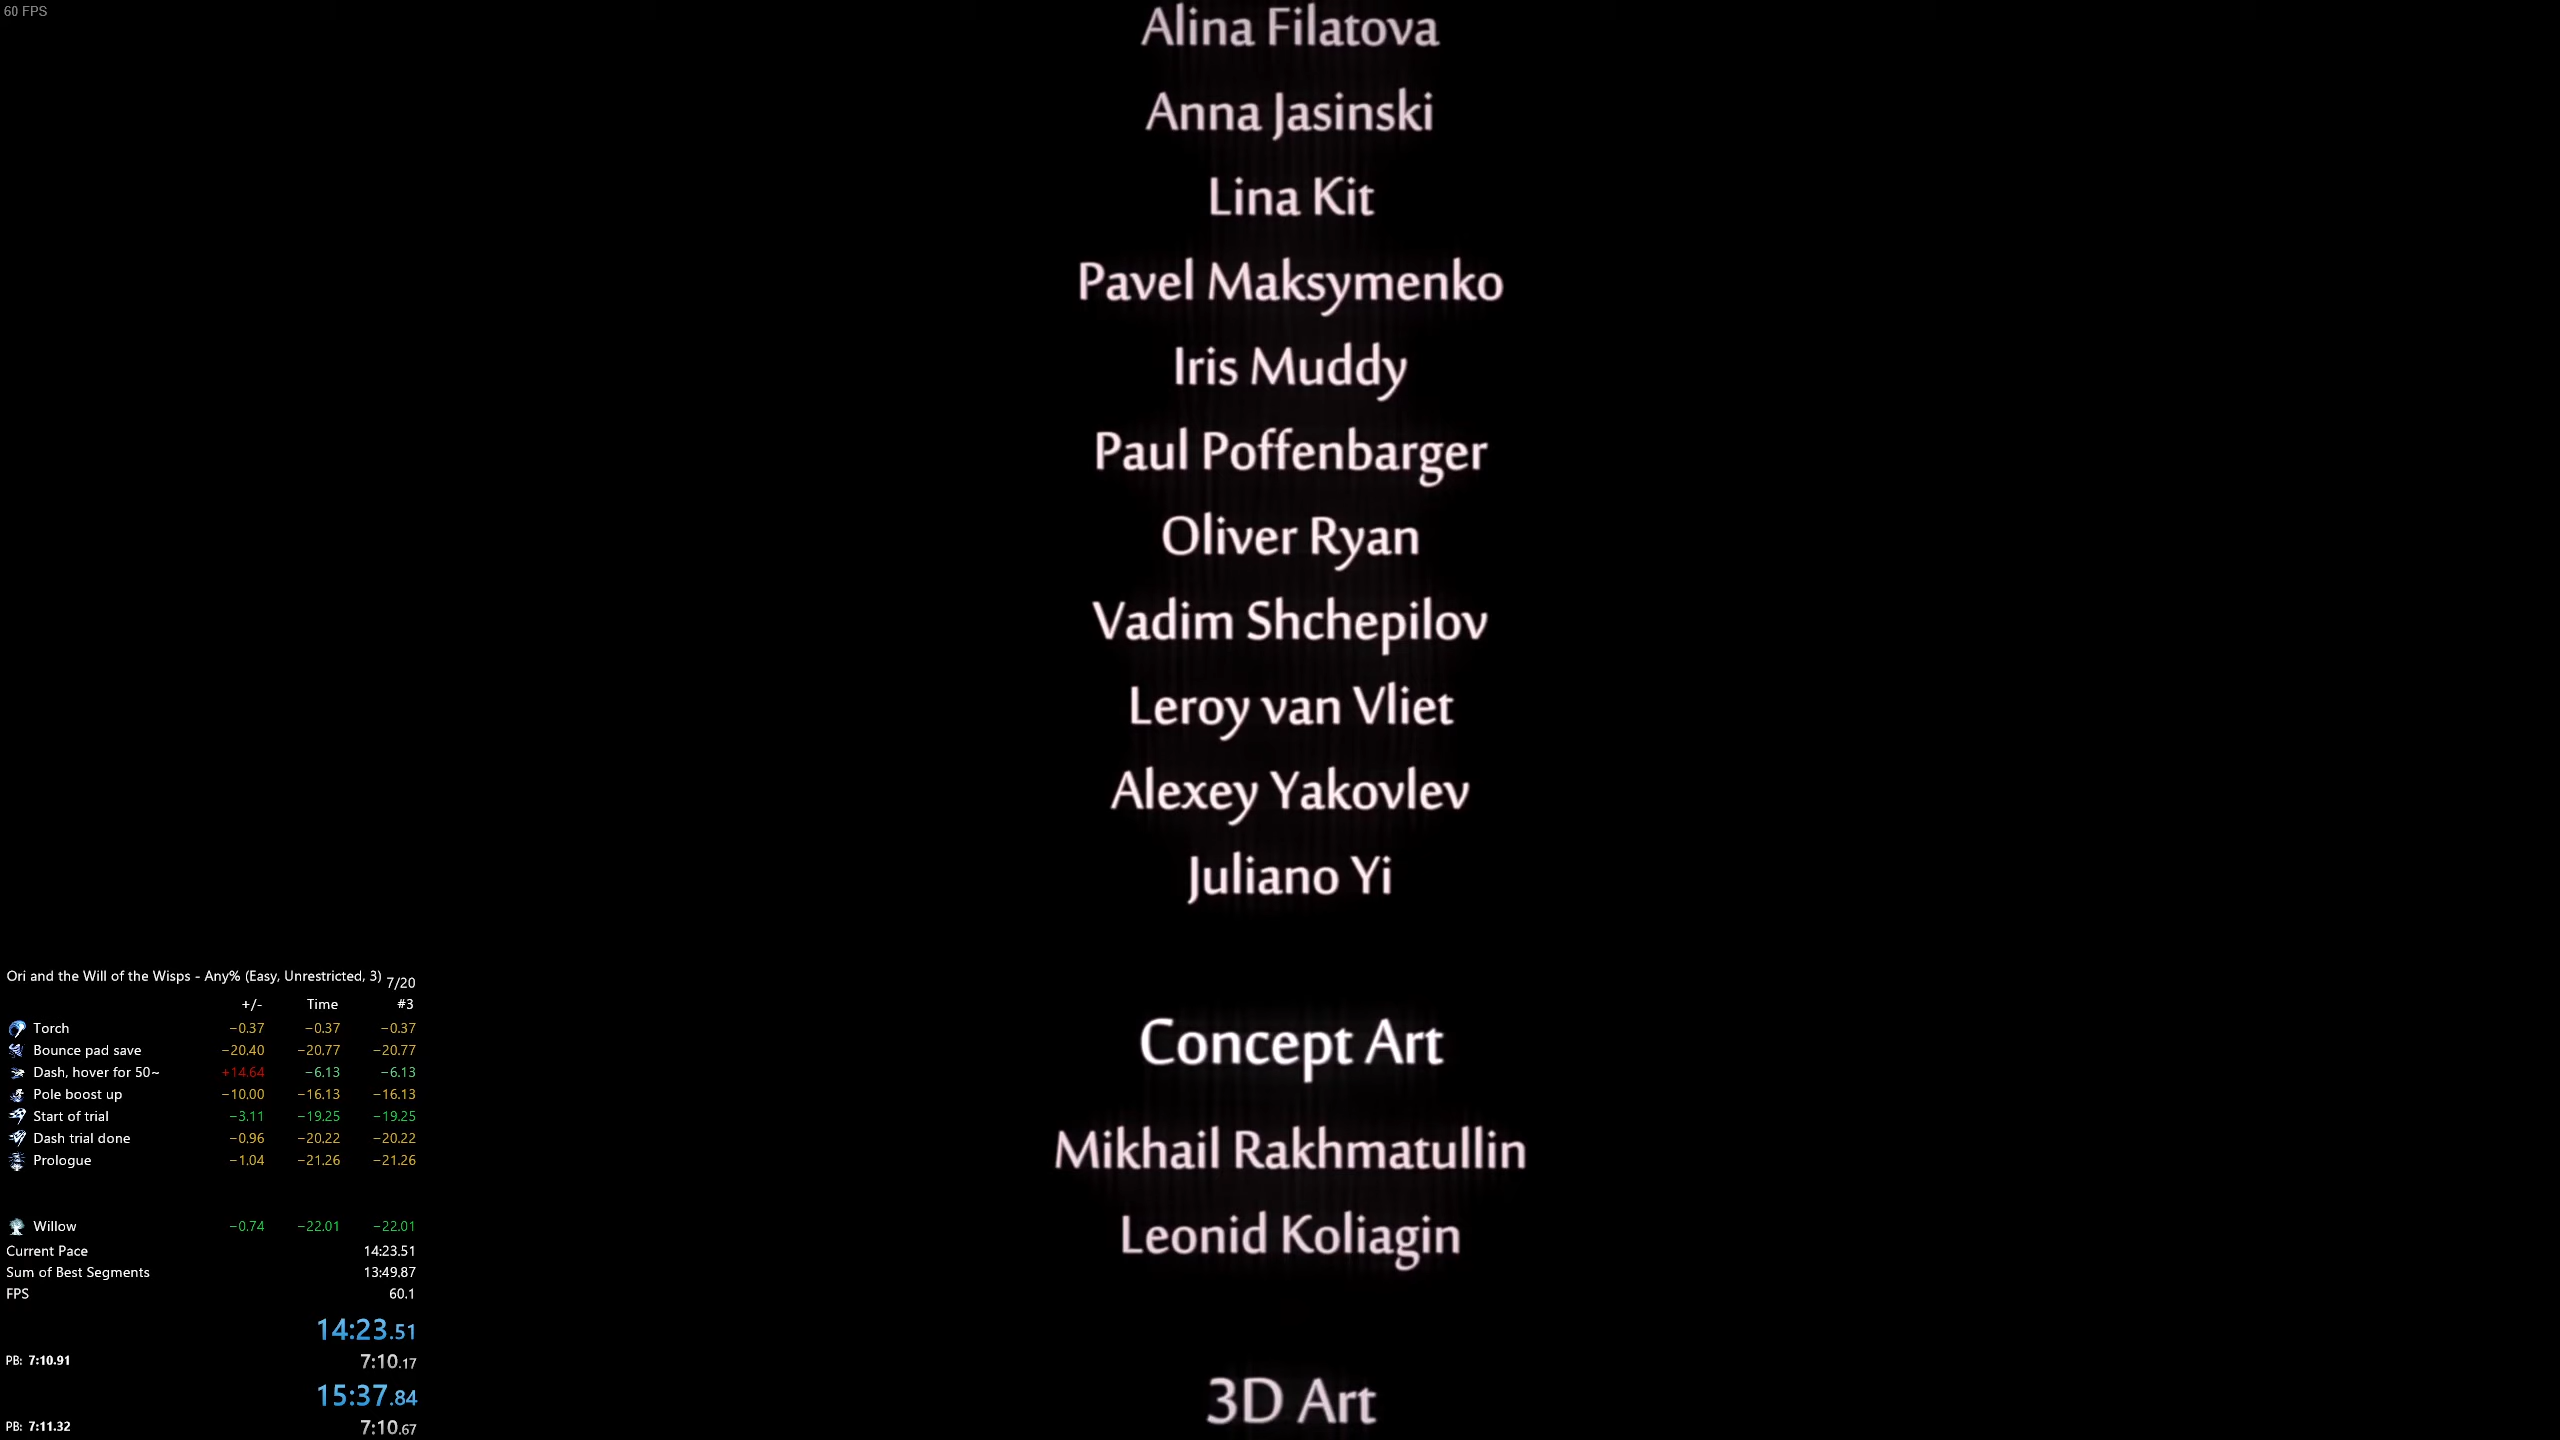 60 FPS
Alina Filatova
Anna Jasinski
Lina Kit
Pavel Maksymenko
Iris Muddy
Paul Poffenbarger
Oliver Ryan
Vadim Shchepilov
Leroy van Vliet
Alexey Yakovlev
Juliano Yi
Concept Art
Mikhail Rakhmatullin
Leonid Koliagin
3D Art
Ori and the Will of the Wisps - Any% (Easy, Unrestricted, 3) 7/20
+/- Time #3
Torch −0.37 −0.37 −0.37
Bounce pad save −20.40 −20.77 −20.77
Dash, hover for 50~ +14.64 −6.13 −6.13
Pole boost up −10.00 −16.13 −16.13
Start of trial −3.11 −19.25 −19.25
Dash trial done −0.96 −20.22 −20.22
Prologue −1.04 −21.26 −21.26
Willow −0.74 −22.01 −22.01
Current Pace 14:23.51
Sum of Best Segments 13:49.87
FPS 60.1
14:23.51
PB: 7:10.91 7:10.17
15:37.84
PB: 7:11.32 7:10.67